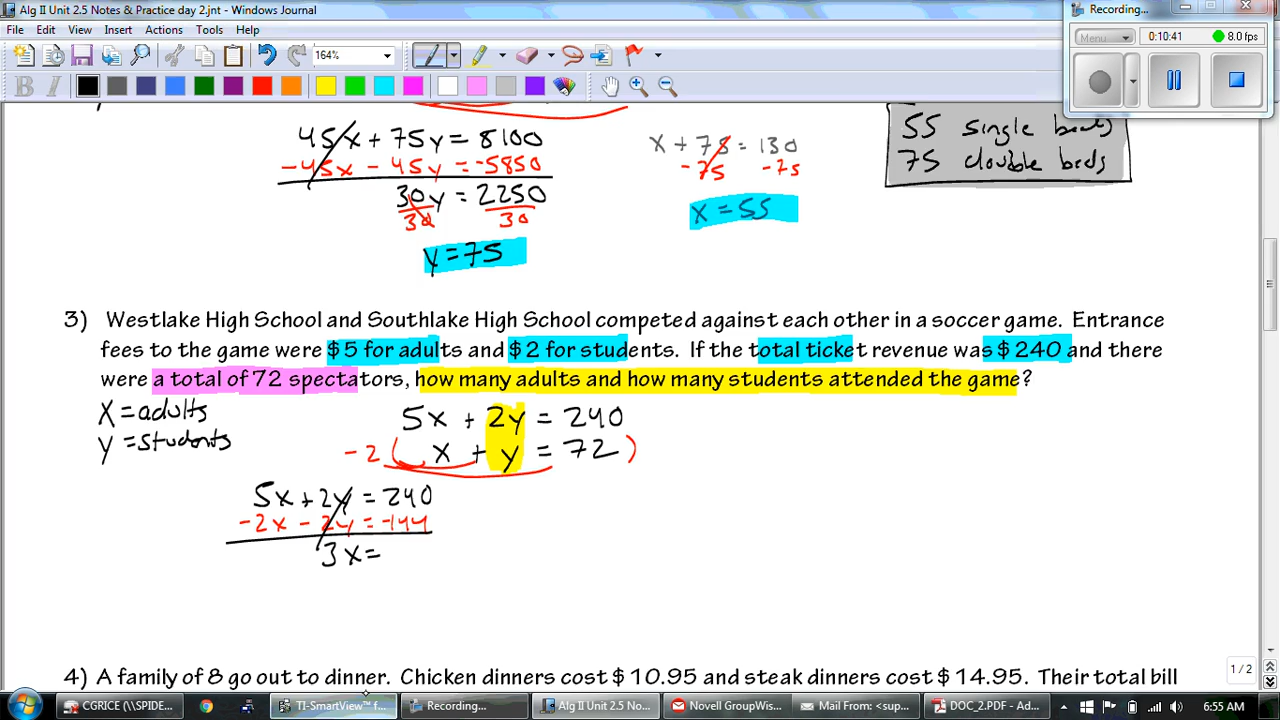 Alg II Unit 2.5 Notes & Practice day 2.jnt - Windows Journal
File Edit View Insert Actions Tools Help
164%
Recording...
Menu
0:10:41
8.0 fps
45x + 75y = 8100
-45x - 45y = -5850
30y = 2250
30 30
y = 75
x + 75 = 130
-75 -75
x = 55
55 single beds
75 double beds
3) Westlake High School and Southlake High School competed against each other in a soccer game. Entrance
fees to the game were $5 for adults and $2 for students. If the total ticket revenue was $240 and there
were a total of 72 spectators, how many adults and how many students attended the game?
X = adults
Y = students
5x + 2y = 240
-2( x + y = 72 )
5x + 2y = 240
-2x - 2y = -144
3x =
4) A family of 8 go out to dinner. Chicken dinners cost $10.95 and steak dinners cost $14.95. Their total bill
1 / 2
CGRICE (\\SPIDE...
TI-SmartView™ f...
Recording...
Alg II Unit 2.5 No...
Novell GroupWis...
Mail From: <sup...
DOC_2.PDF - Ad...
6:55 AM